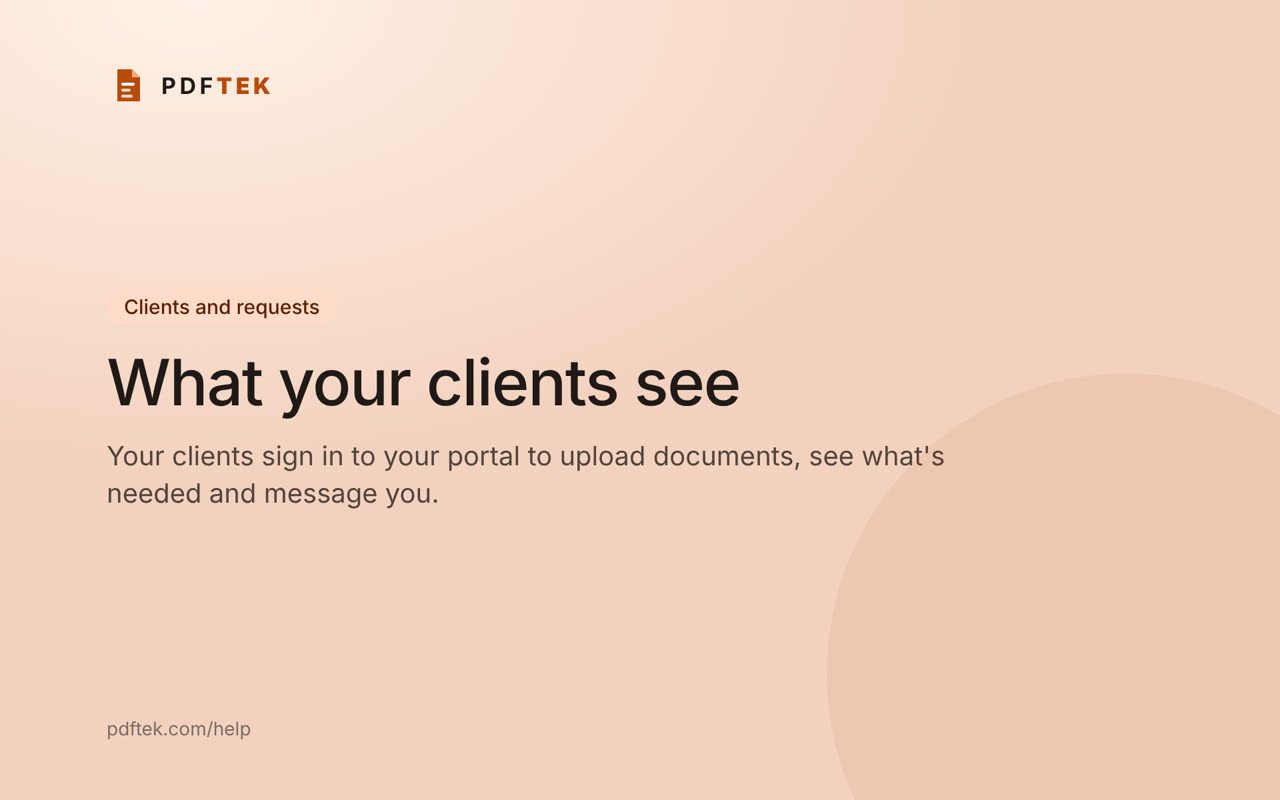 PDFTEK
Clients and requests
What your clients see
Your clients sign in to your portal to upload documents, see what's
needed and message you.
pdftek.com/help